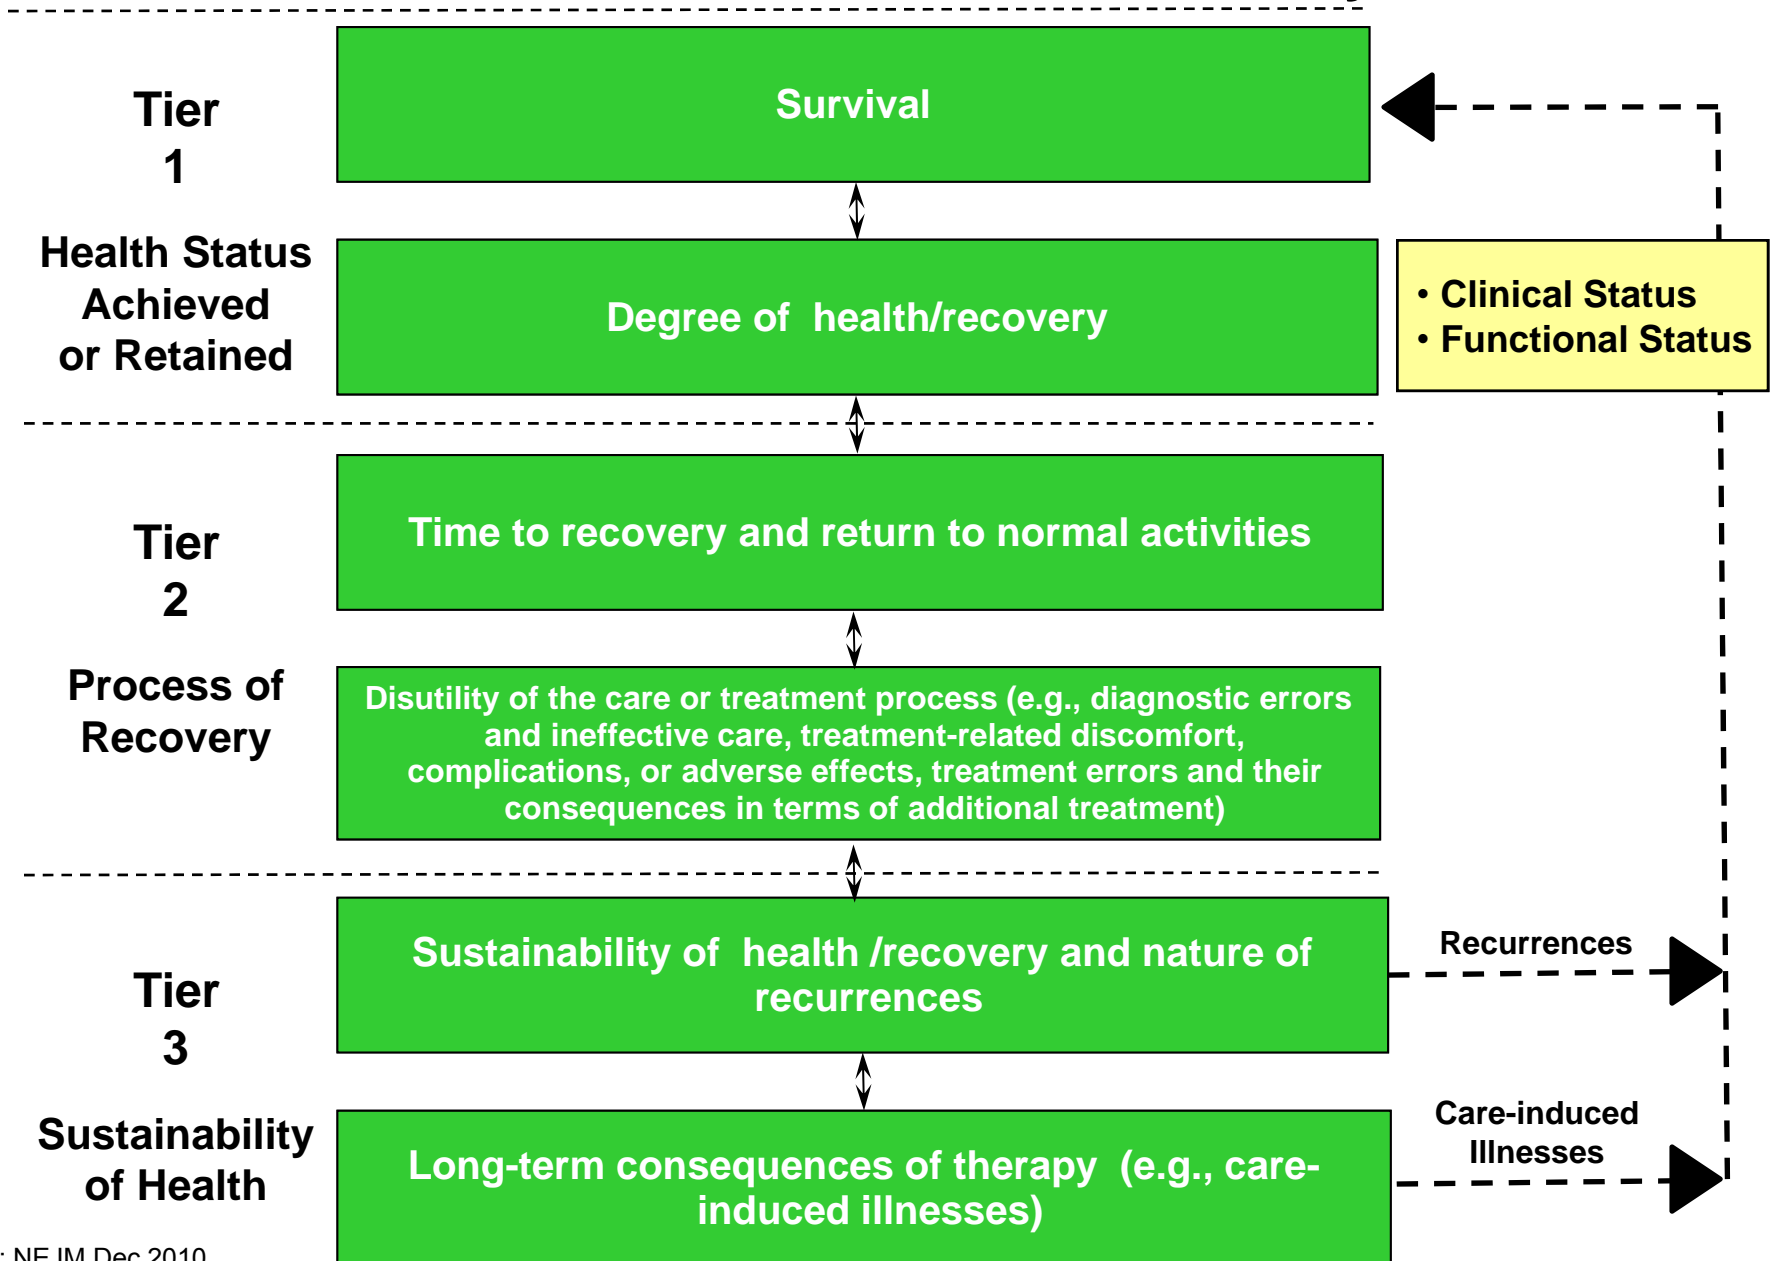 Tier
1
Survival
Health Status
Achieved
or Retained
Degree of  health/recovery
• Clinical Status
• Functional Status
Tier
2
Time to recovery and return to normal activities
Process of
Recovery
Disutility of the care or treatment process (e.g., diagnostic errors
and ineffective care, treatment-related discomfort,
complications, or adverse effects, treatment errors and their
consequences in terms of additional treatment)
Tier
3
Sustainability of  health /recovery and nature of
recurrences
Recurrences
Sustainability
of Health
Long-term consequences of therapy  (e.g., care-
induced illnesses)
Care-induced
Illnesses
: NEJM Dec 2010